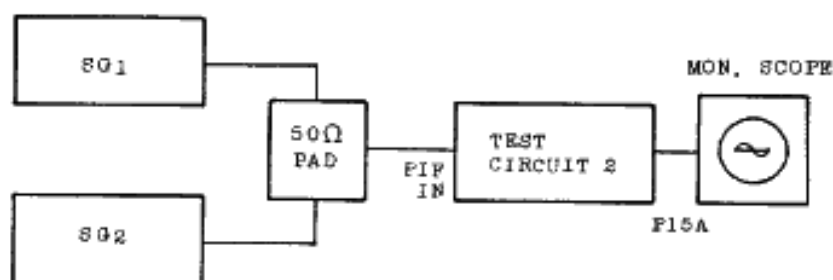 SG1
MON. SCOPE
50Ω
PAD
TEST
CIRCUIT 2
PIF
IN
P15A
SG2